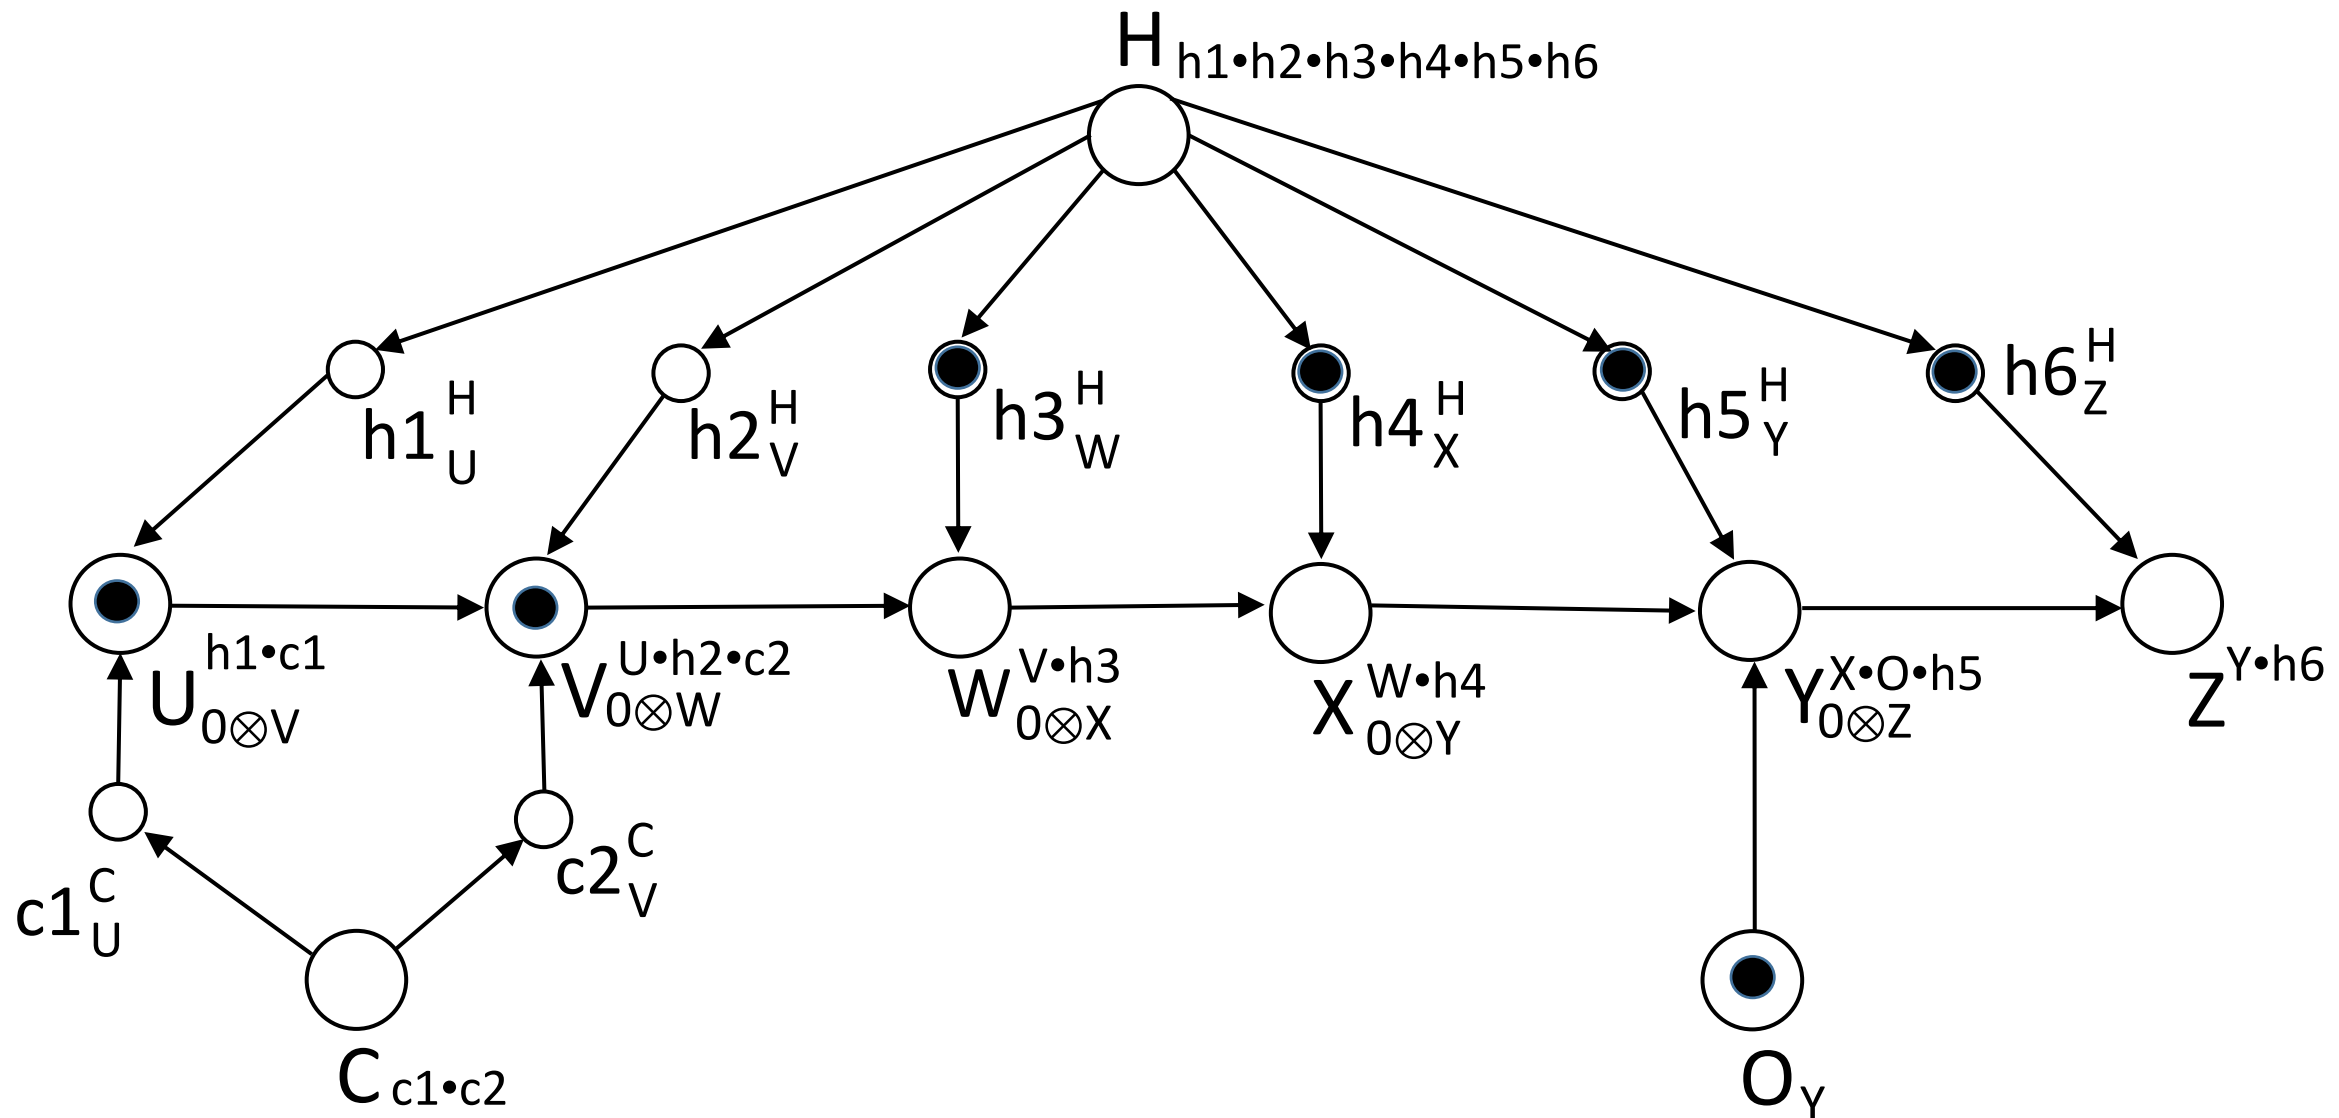 H h1•h2•h3•h4•h5•h6
h1 H U
h2 H V
h3 H W
h4 H X
h5 H Y
h6 H Z
U h1•c1 0⊗V
V U•h2•c2 0⊗W
W V•h3 0⊗X
X W•h4 0⊗Y
Y X•O•h5 0⊗Z
Z Y•h6
c1 C U
c2 C V
C c1•c2
O Y